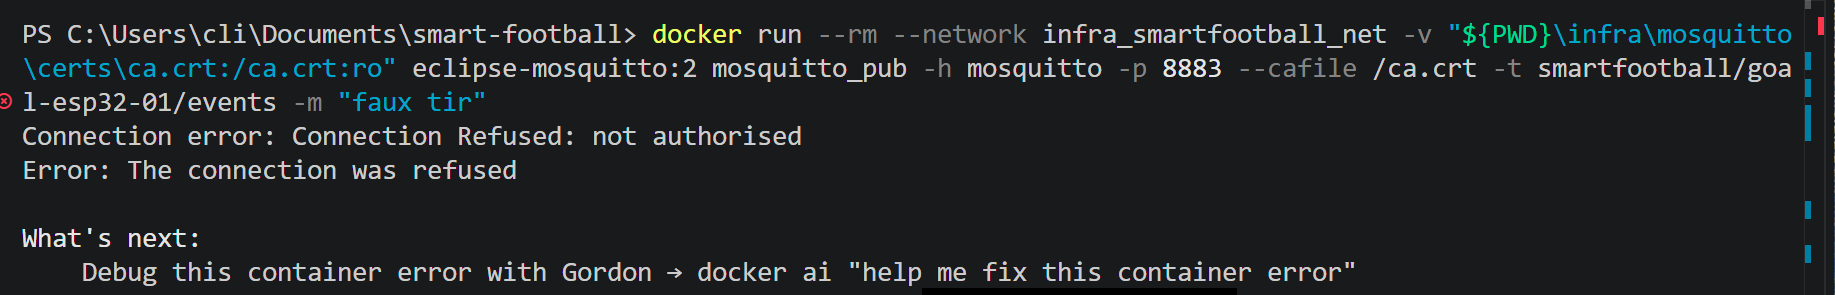 PS C:\Users\cli\Documents\smart-football> docker run --rm --network infra_smartfootball_net -v "${PWD}\infra\mosquitto
\certs\ca.crt:/ca.crt:ro" eclipse-mosquitto:2 mosquitto_pub -h mosquitto -p 8883 --cafile /ca.crt -t smartfootball/goa
l-esp32-01/events -m "faux tir"
Connection error: Connection Refused: not authorised
Error: The connection was refused
What's next:
Debug this container error with Gordon → docker ai "help me fix this container error"